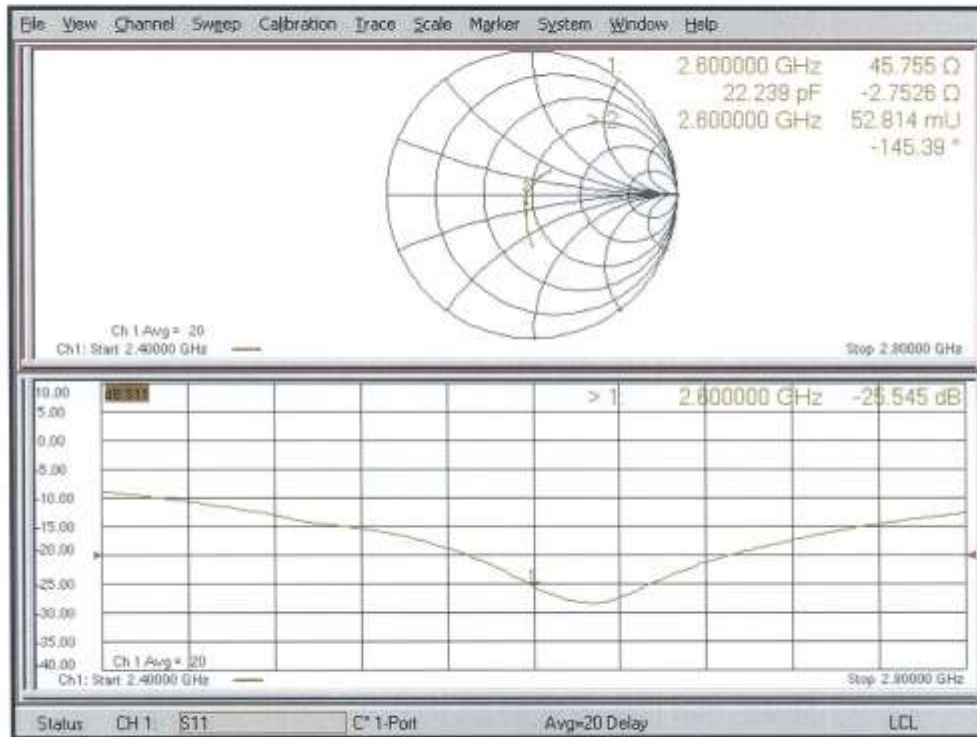 File View Channel Sweep Calibration Trace Scale Marker System Window Help
1: 2.600000 GHz 45.755 Ω
22.239 pF -2.7526 Ω
> 2: 2.600000 GHz 52.814 mU
-145.39 °
Ch 1 Avg = 20
Ch1: Start 2.40000 GHz
Stop 2.80000 GHz
10.00
dB S11
> 1: 2.600000 GHz -25.545 dB
5.00
0.00
-5.00
-10.00
-15.00
-20.00
-25.00
1
-30.00
-35.00
-40.00
Ch 1 Avg = 20
Ch1: Start 2.40000 GHz
Stop 2.80000 GHz
Status CH 1: S11 C* 1-Port Avg=20 Delay LCL